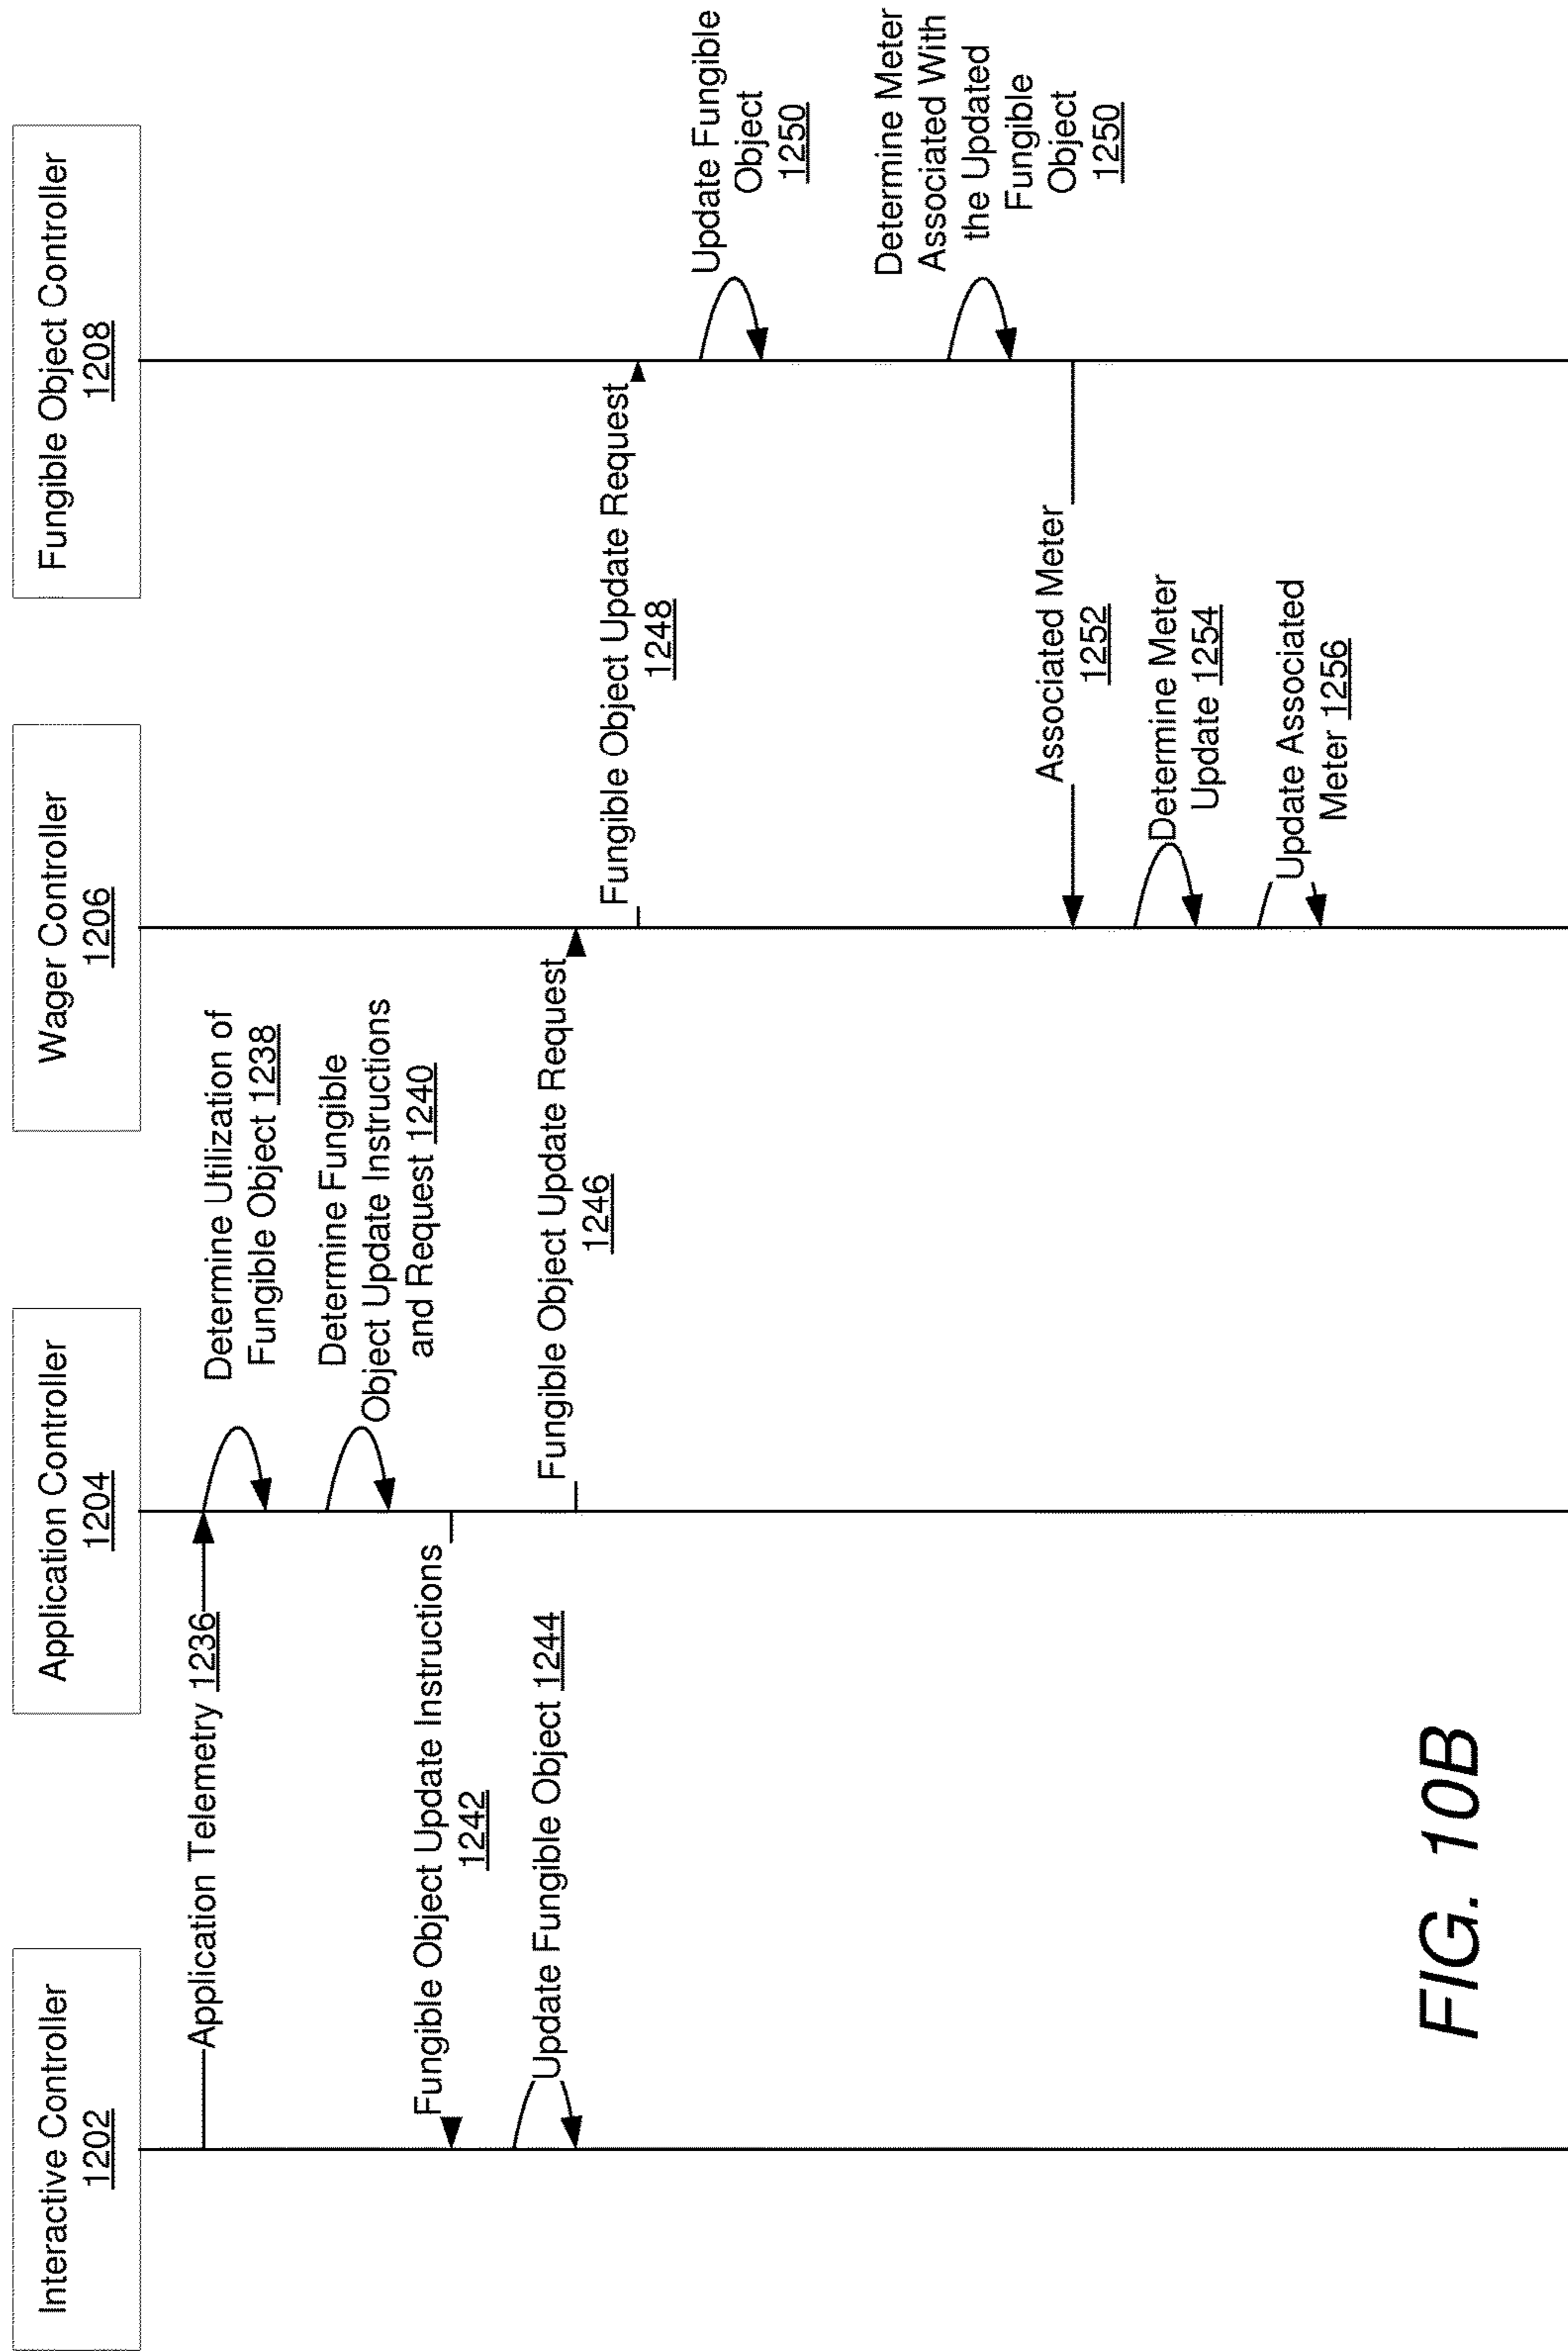 Interactive Controller
1202
Application Controller
1204
Wager Controller
1206
Fungible Object Controller
1208
Application Telemetry 1236
Determine Utilization of
Fungible Object 1238
Determine Fungible
Object Update Instructions
and Request 1240
Fungible Object Update Instructions
1242
Update Fungible Object 1244
Fungible Object Update Request
1246
Fungible Object Update Request
1248
Update Fungible
Object
1250
Determine Meter
Associated With
the Updated
Fungible
Object
1250
Associated Meter
1252
Determine Meter
Update 1254
Update Associated
Meter 1256
FIG. 10B